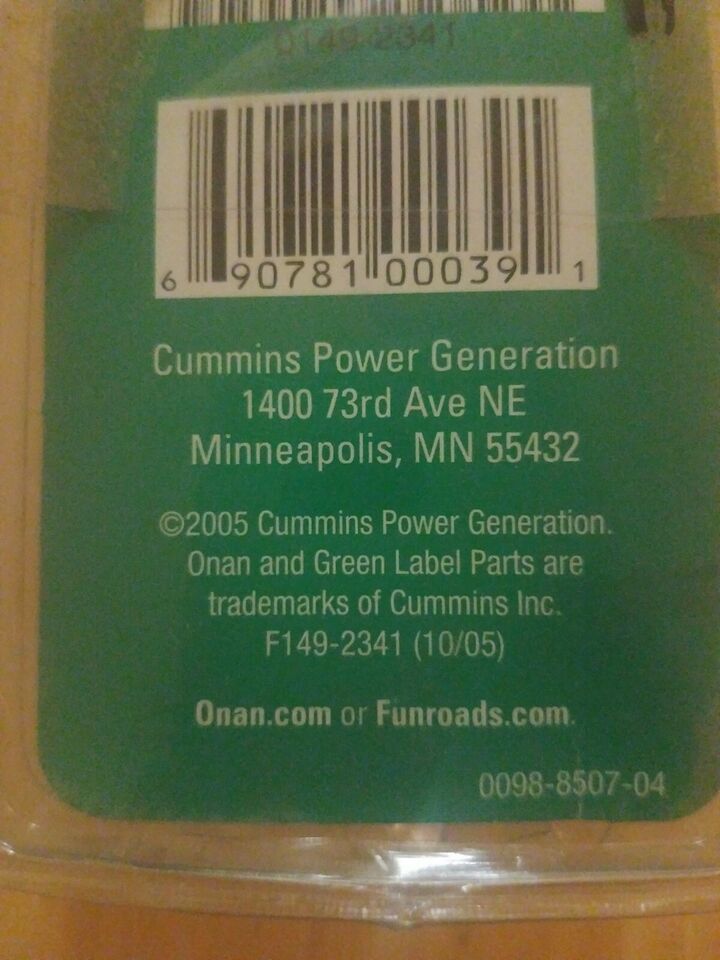 0149-2341
6 90781 00039 1
Cummins Power Generation
1400 73rd Ave NE
Minneapolis, MN 55432
©2005 Cummins Power Generation.
Onan and Green Label Parts are
trademarks of Cummins Inc.
F149-2341 (10/05)
Onan.com or Funroads.com.
0098-8507-04